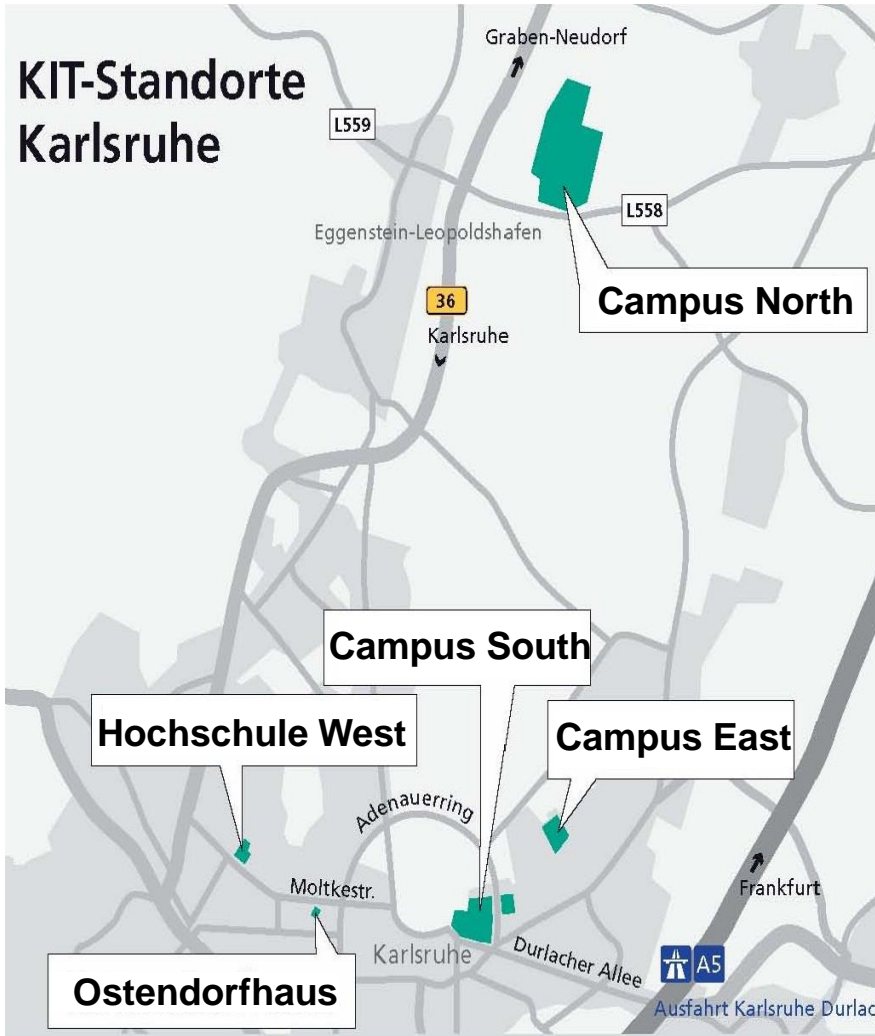 KIT-Standorte
Karlsruhe
Graben-Neudorf
L559
L558
Eggenstein-Leopoldshafen
Campus North
36
Karlsruhe
Campus South
Hochschule West
Campus East
Adenauerring
Moltkestr.
Frankfurt
Karlsruhe
Durlacher Allee
A5
Ostendorfhaus
Ausfahrt Karlsruhe Durlac